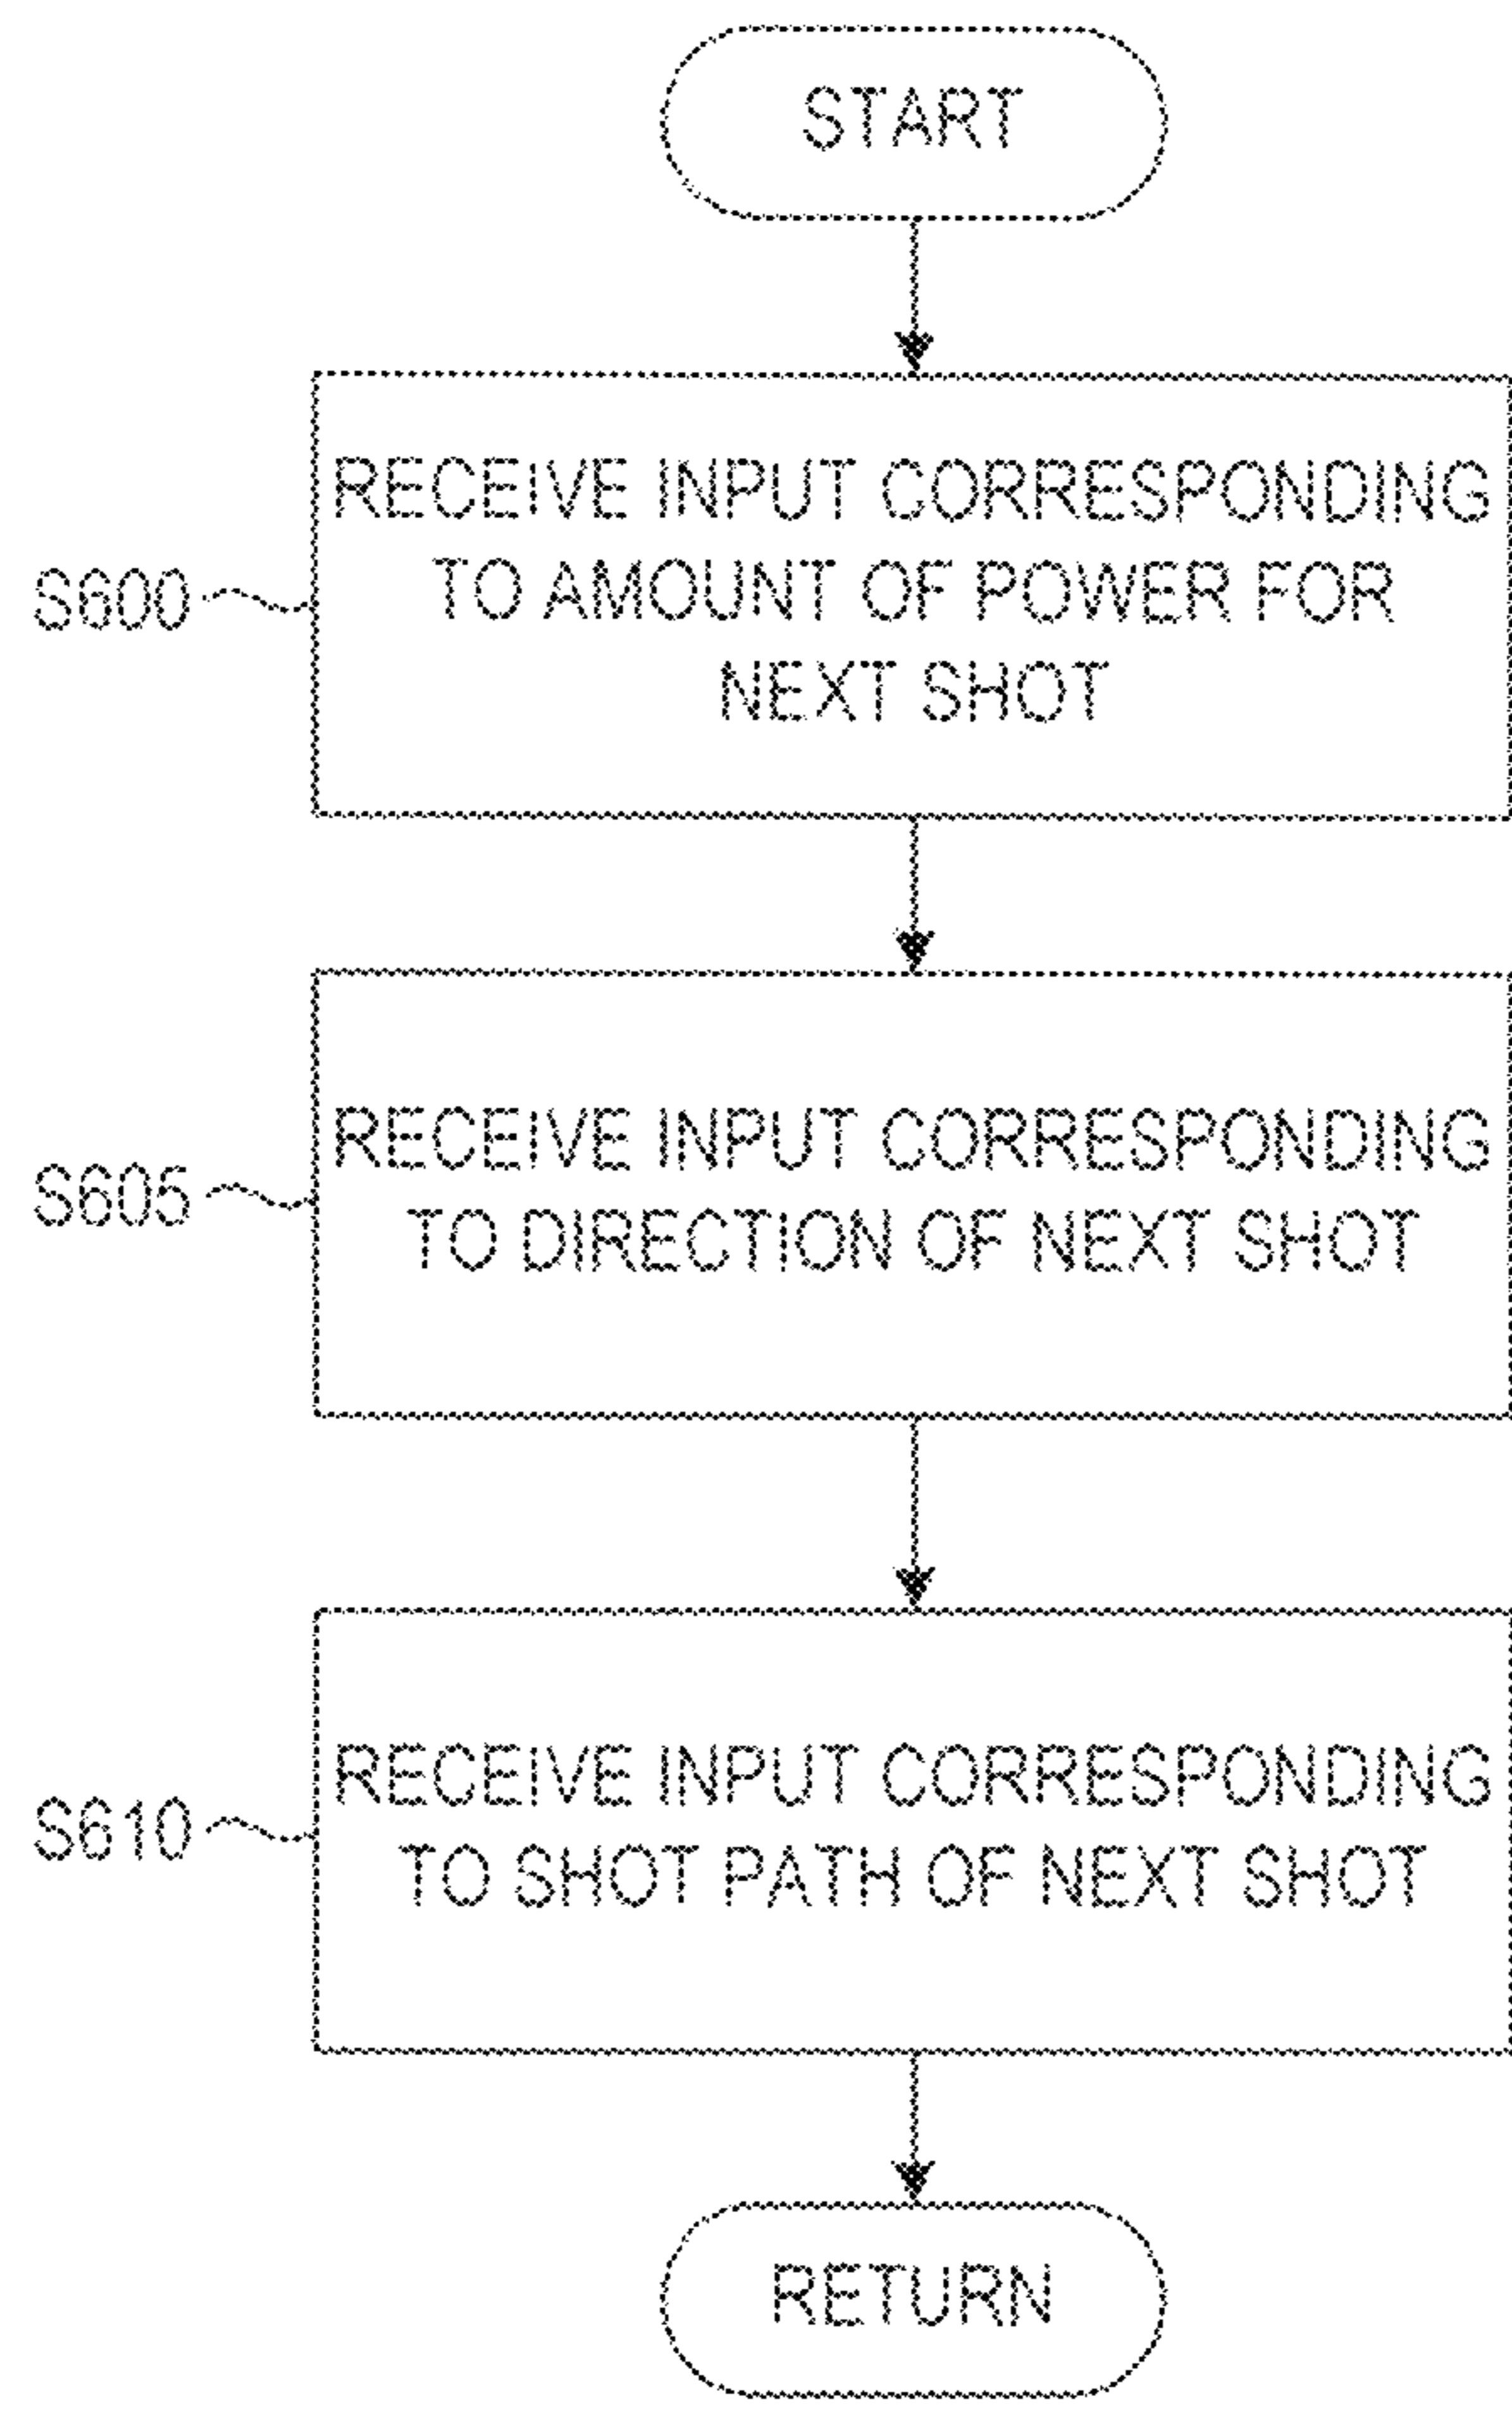 START
RECEIVE INPUT CORRESPONDING
TO AMOUNT OF POWER FOR
NEXT SHOT
S600
RECEIVE INPUT CORRESPONDING
TO DIRECTION OF NEXT SHOT
S605
RECEIVE INPUT CORRESPONDING
TO SHOT PATH OF NEXT SHOT
S610
RETURN